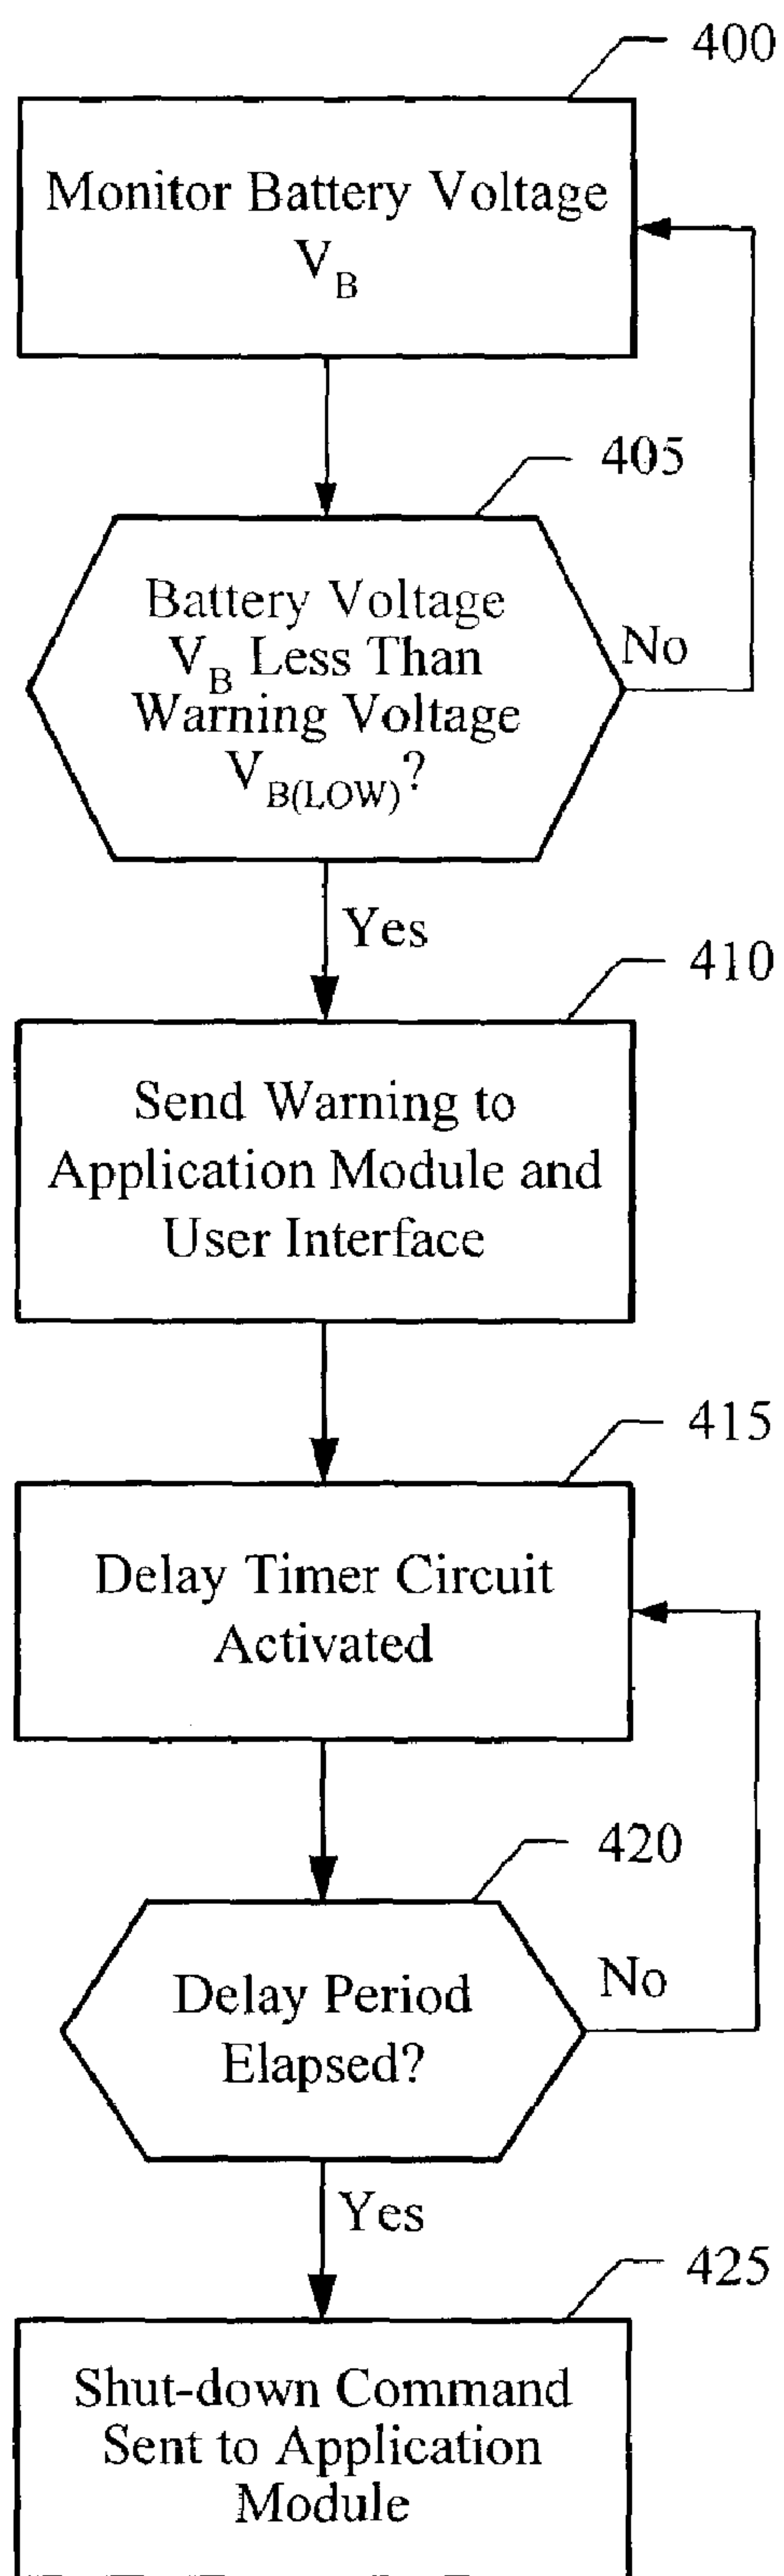 400
Monitor Battery Voltage
V_B
405
Battery Voltage
V_B Less Than
Warning Voltage
V_B(LOW)?
No
Yes
410
Send Warning to
Application Module and
User Interface
415
Delay Timer Circuit
Activated
420
Delay Period
Elapsed?
No
Yes
425
Shut-down Command
Sent to Application
Module